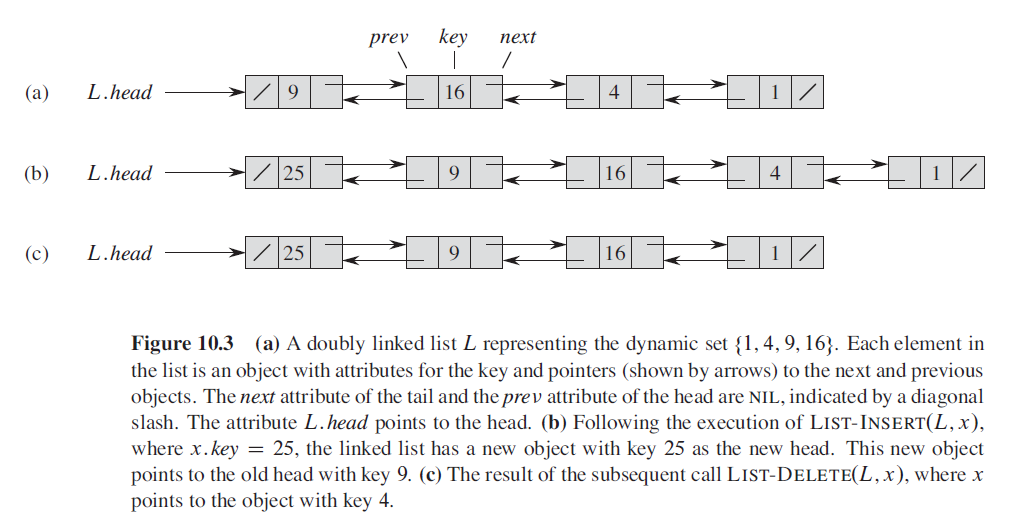 prev key next
(a) L.head / 9 16 4 1 /
(b) L.head / 25 9 16 4 1 /
(c) L.head / 25 9 16 1 /
Figure 10.3 (a) A doubly linked list L representing the dynamic set {1, 4, 9, 16}. Each element in
the list is an object with attributes for the key and pointers (shown by arrows) to the next and previous
objects. The next attribute of the tail and the prev attribute of the head are NIL, indicated by a diagonal
slash. The attribute L.head points to the head. (b) Following the execution of LIST-INSERT(L, x),
where x.key = 25, the linked list has a new object with key 25 as the new head. This new object
points to the old head with key 9. (c) The result of the subsequent call LIST-DELETE(L, x), where x
points to the object with key 4.